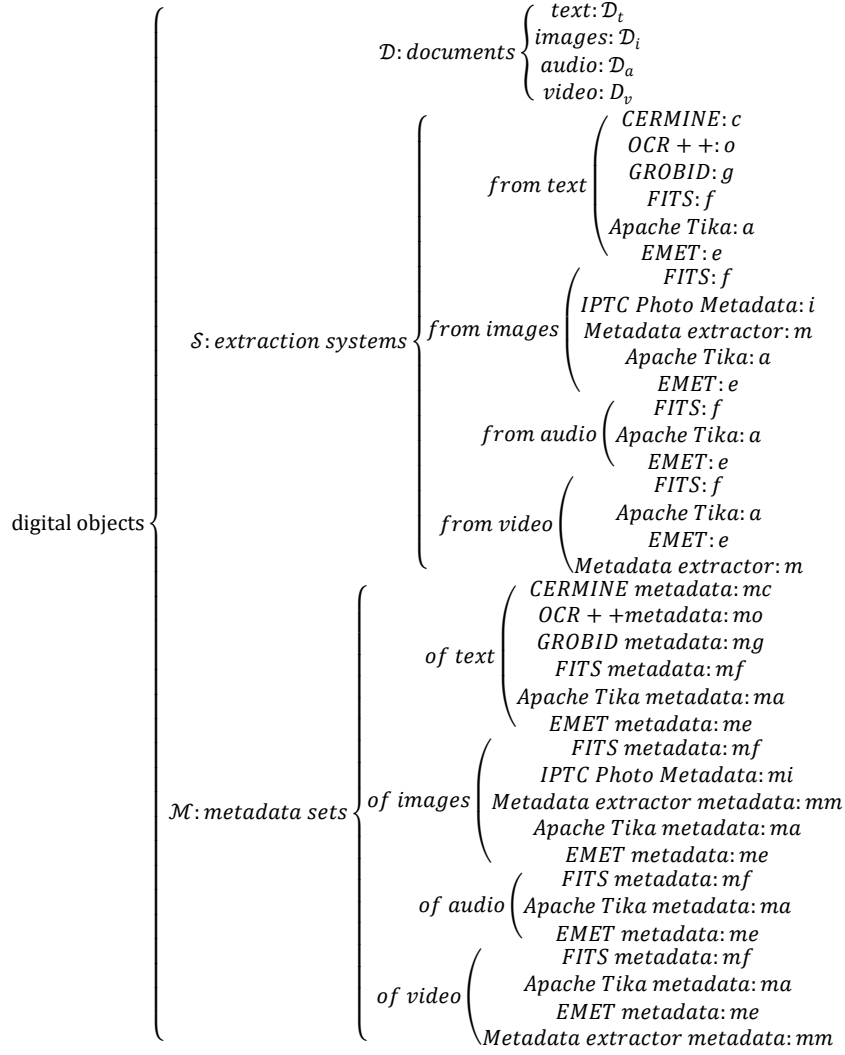 text: 𝒟t
images: 𝒟i
𝒟: documents
audio: 𝒟a
video: Dv
CERMINE: c
OCR + +: o
GROBID: g
from text
FITS: f
Apache Tika: a
EMET: e
FITS: f
IPTC Photo Metadata: i
𝒮: extraction systems
from images
Metadata extractor: m
Apache Tika: a
EMET: e
FITS: f
from audio
Apache Tika: a
EMET: e
FITS: f
digital objects
from video
Apache Tika: a
EMET: e
Metadata extractor: m
CERMINE metadata: mc
OCR + +metadata: mo
GROBID metadata: mg
of text
FITS metadata: mf
Apache Tika metadata: ma
EMET metadata: me
FITS metadata: mf
IPTC Photo Metadata: mi
ℳ: metadata sets
of images
Metadata extractor metadata: mm
Apache Tika metadata: ma
EMET metadata: me
FITS metadata: mf
of audio
Apache Tika metadata: ma
EMET metadata: me
FITS metadata: mf
of video
Apache Tika metadata: ma
EMET metadata: me
Metadata extractor metadata: mm